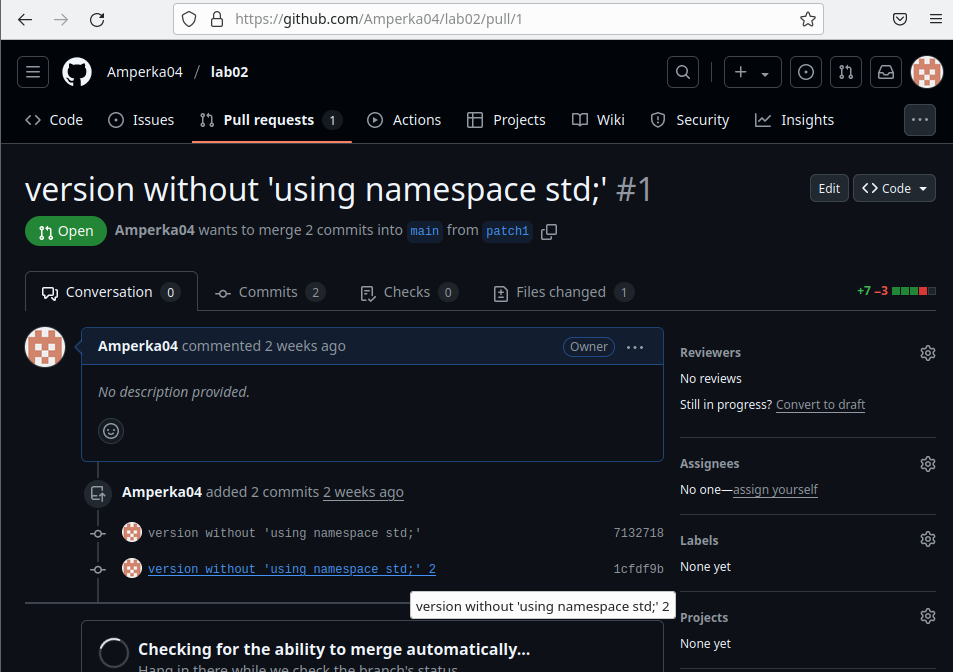 https://github.com/Amperka04/lab02/pull/1
Amperka04 / lab02
Code Issues Pull requests 1 Actions Projects Wiki Security Insights
version without 'using namespace std;' #1
Edit <> Code
Open Amperka04 wants to merge 2 commits into main from patch1
Conversation 0 Commits 2 Checks 0 Files changed 1 +7 −3
Amperka04 commented 2 weeks ago Owner
No description provided.
Amperka04 added 2 commits 2 weeks ago
version without 'using namespace std;' 7132718
version without 'using namespace std;' 2 1cfdf9b
version without 'using namespace std;' 2
Checking for the ability to merge automatically...
Hang in there while we check the branch's status.
Reviewers
No reviews
Still in progress? Convert to draft
Assignees
No one—assign yourself
Labels
None yet
Projects
None yet